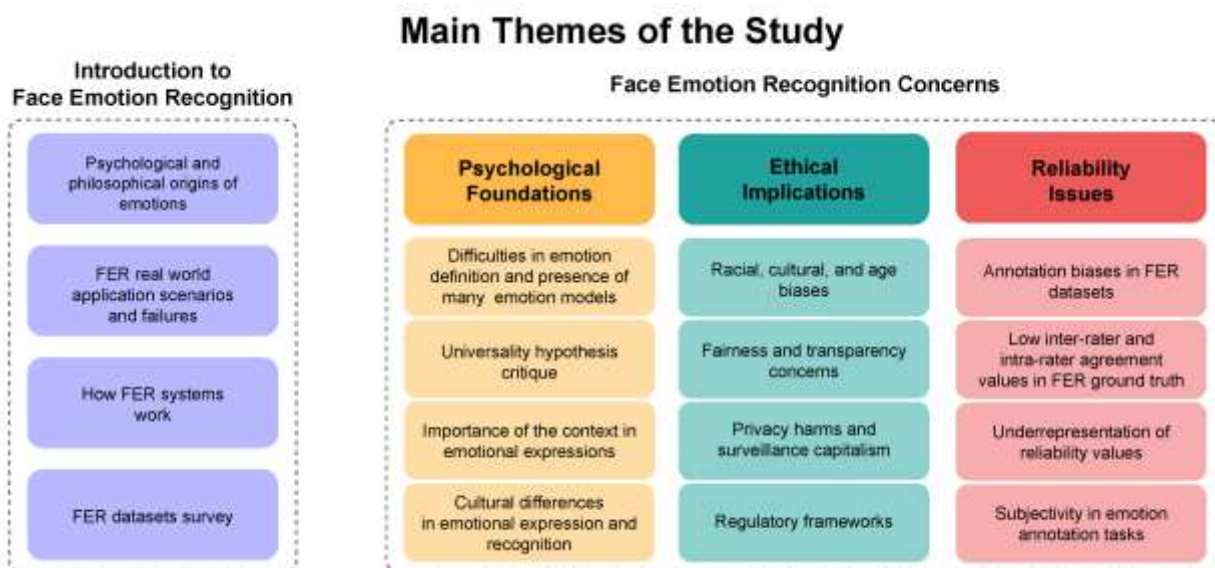 Main Themes of the Study
Introduction to
Face Emotion Recognition
Psychological and
philosophical origins of
emotions
FER real world
application scenarios
and failures
How FER systems
work
FER datasets survey
Face Emotion Recognition Concerns
Psychological
Foundations
Difficulties in emotion
definition and presence of
many emotion models
Universality hypothesis
critique
Importance of the context in
emotional expressions
Cultural differences
in emotional expression and
recognition
Ethical
Implications
Racial, cultural, and age
biases
Fairness and transparency
concerns
Privacy harms and
surveillance capitalism
Regulatory frameworks
Reliability
Issues
Annotation biases in FER
datasets
Low inter-rater and
intra-rater agreement
values in FER ground truth
Underrepresentation of
reliability values
Subjectivity in emotion
annotation tasks